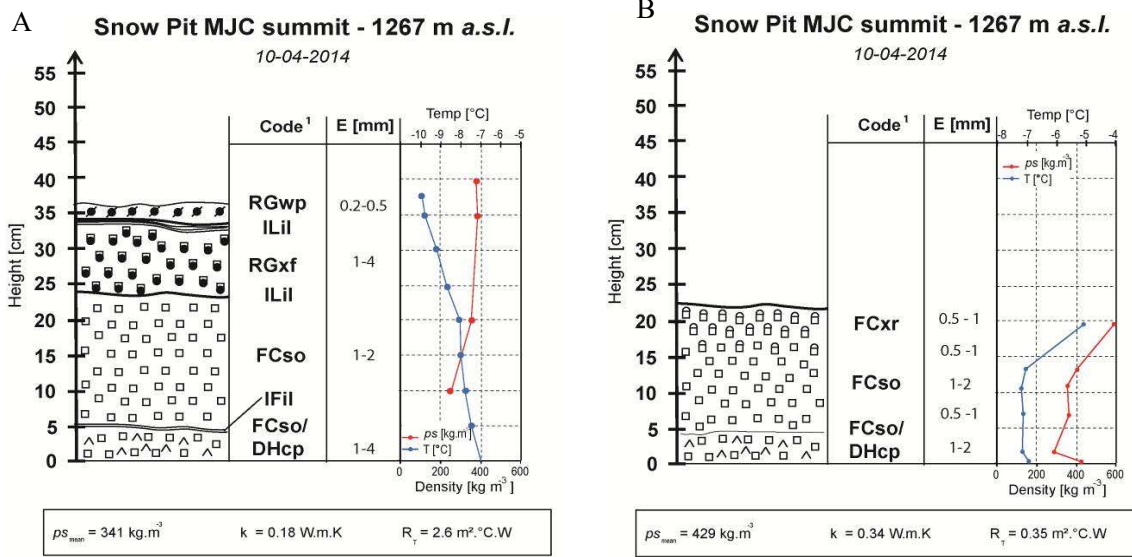 A
Snow Pit MJC summit - 1267 m a.s.l.
10-04-2014
Height [cm]
55
50
45
40
35
30
25
20
15
10
5
0
Code¹ E [mm]
Temp [°C]
-10 -9 -8 -7 -6 -5
RGwp 0.2-0.5
ILil
RGxf 1-4
ILil
FCso 1-2
IFil
FCso/
DHcp 1-4
ps [kg.m]
T [°C]
0 200 400 600
Density [kg m⁻³]
ps mean = 341 kg.m⁻³ k = 0.18 W.m.K R_T = 2.6 m².°C.W
B
Snow Pit MJC summit - 1267 m a.s.l.
10-04-2014
Height [cm]
55
50
45
40
35
30
25
20
15
10
5
0
Code¹ E [mm]
Temp [°C]
-8 -7 -6 -5 -4
ps [kg.m⁻³]
T [°C]
FCxr 0.5 - 1
0.5 -1
FCso 1-2
0.5 -1
FCso/
DHcp 1-2
0 200 400 600
Density [kg m⁻³]
ps mean = 429 kg.m⁻³ k = 0.34 W.m.K R_T = 0.35 m².°C.W